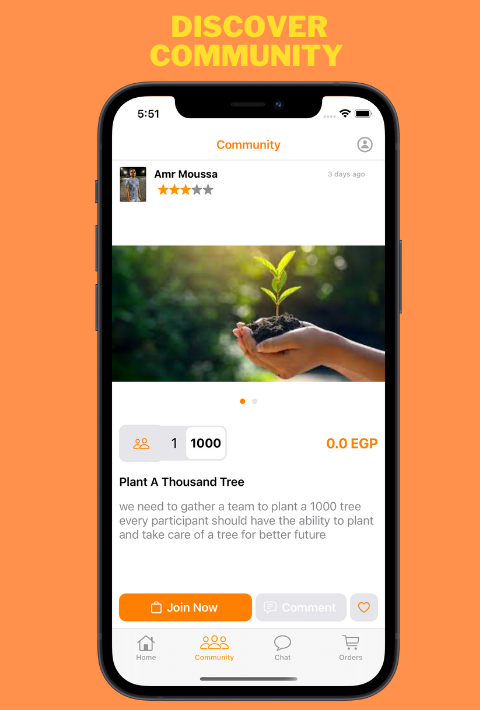 DISCOVER
COMMUNITY
5:51
Community
Amr Moussa
3 days ago
1 1000
0.0 EGP
Plant A Thousand Tree
we need to gather a team to plant a 1000 tree
every participant should have the ability to plant
and take care of a tree for better future
Join Now
Comment
Home
Community
Chat
Orders